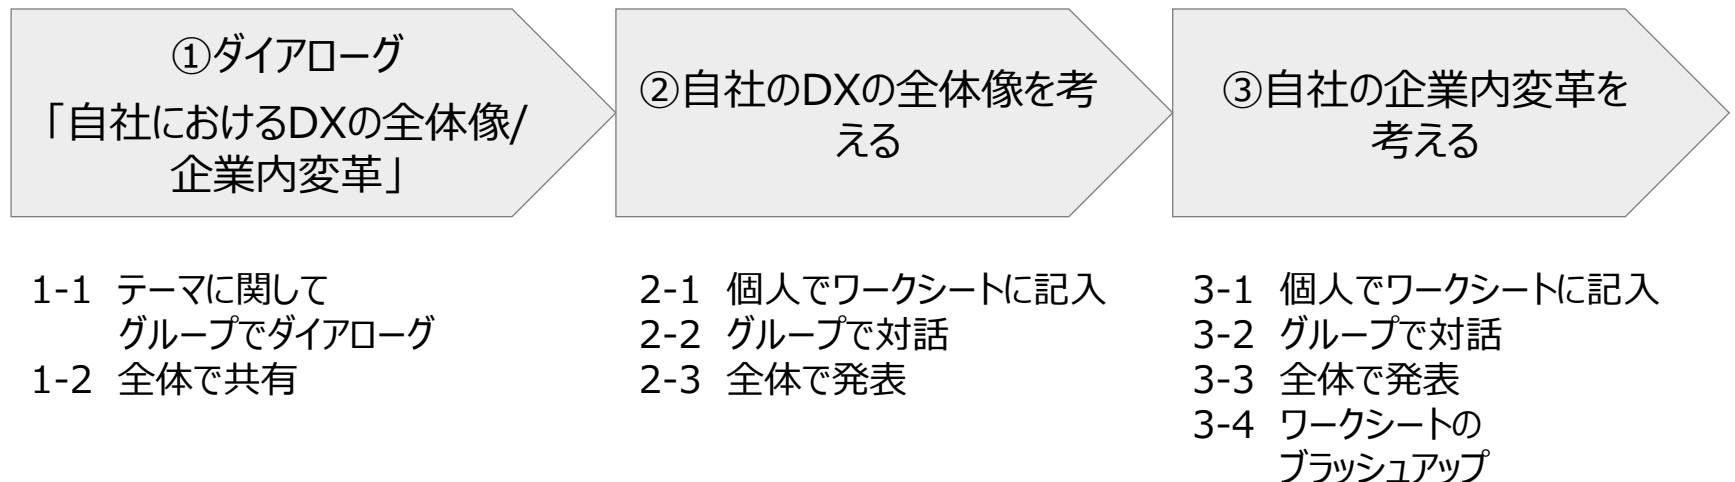 ①ダイアローグ
「自社におけるDXの全体像/
企業内変革」
②自社のDXの全体像を考
える
③自社の企業内変革を
考える
1-1 テーマに関して
グループでダイアローグ
1-2 全体で共有
2-1 個人でワークシートに記入
2-2 グループで対話
2-3 全体で発表
3-1 個人でワークシートに記入
3-2 グループで対話
3-3 全体で発表
3-4 ワークシートの
ブラッシュアップ